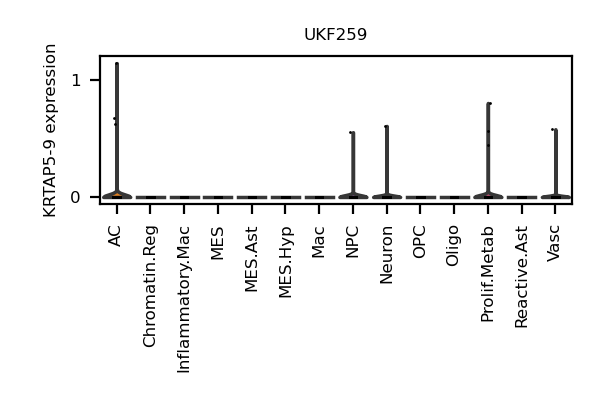 UKF259
KRTAP5-9 expression
1
0
AC
Chromatin.Reg
Inflammatory.Mac
MES
MES.Ast
MES.Hyp
Mac
NPC
Neuron
OPC
Oligo
Prolif.Metab
Reactive.Ast
Vasc